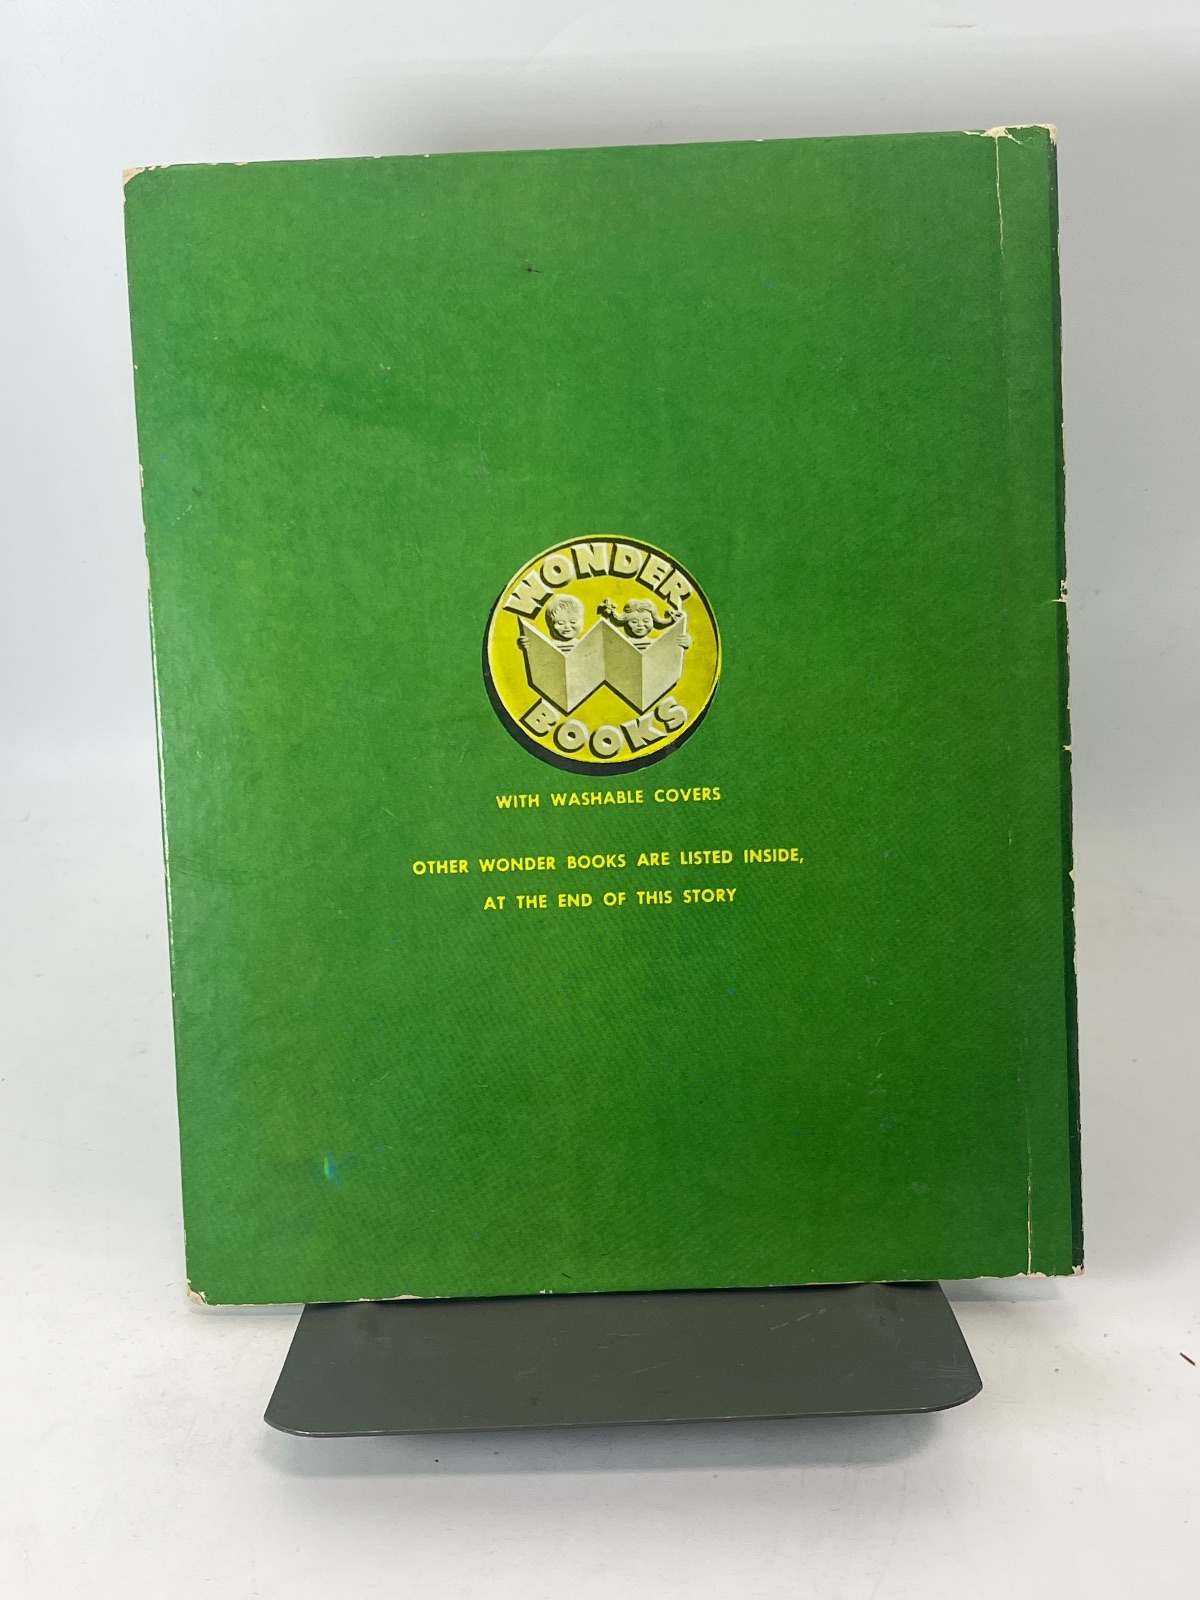 WONDER
BOOKS
WITH WASHABLE COVERS
OTHER WONDER BOOKS ARE LISTED INSIDE,
AT THE END OF THIS STORY